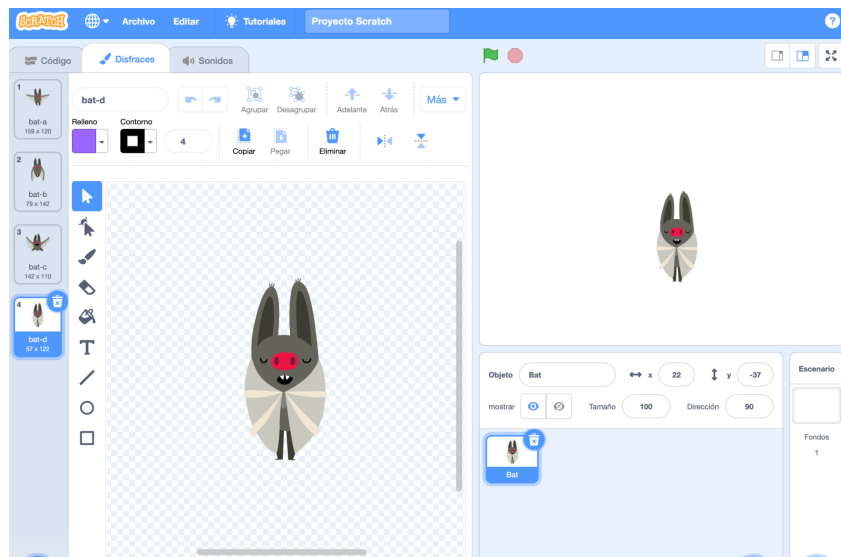 SCRATCH Archivo Editar Tutoriales Proyecto Scratch ?
Código Disfraces Sonidos
1
bat-a
159 x 120
2
bat-b
79 x 142
3
bat-c
142 x 110
4
bat-d
57 x 122
bat-d Agrupar Desagrupar Adelante Atrás Más
Relleno Contorno 4 Copiar Pegar Eliminar
T
Objeto Bat x 22 y -37
mostrar Tamaño 100 Dirección 90
Bat
Escenario
Fondos
1